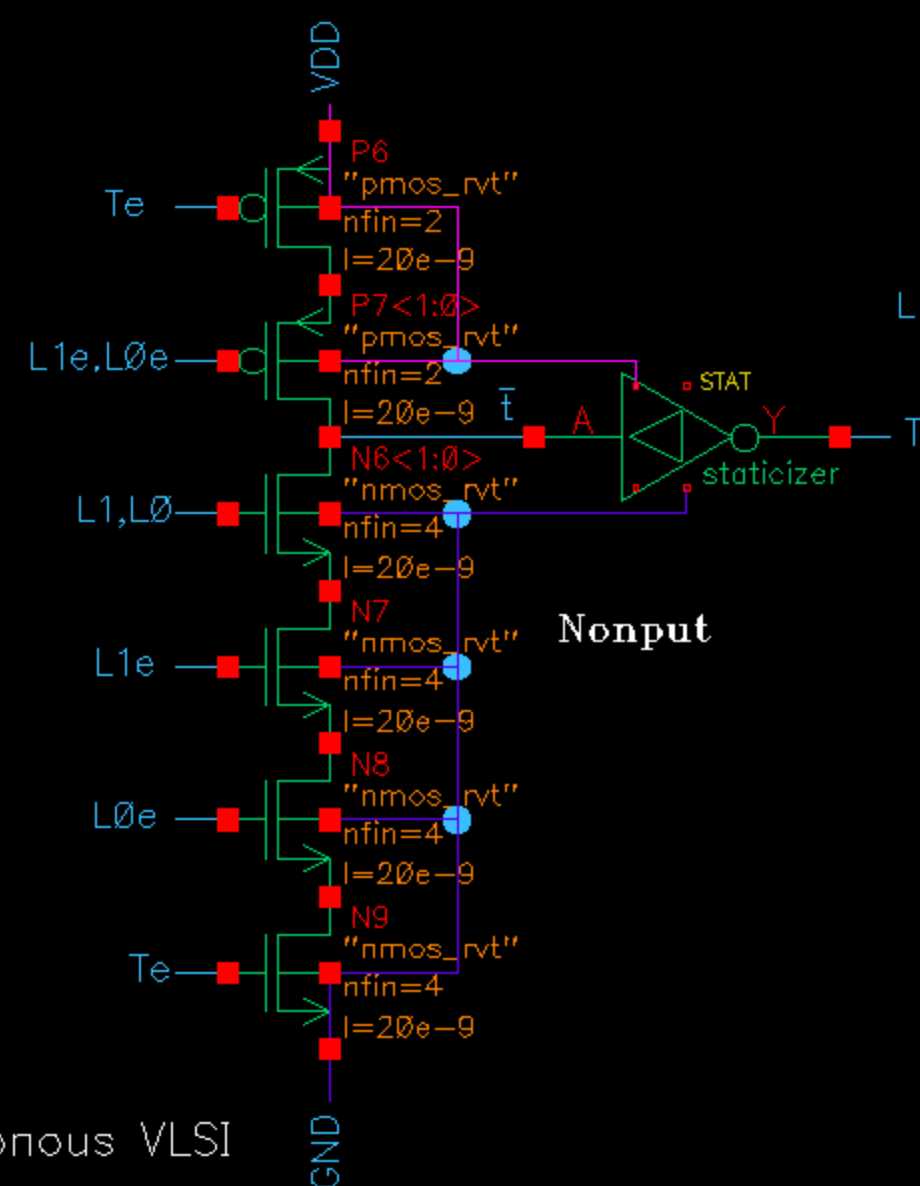 VDD
P6
"pmos_rvt"
Te
nfin=2
l=20e-9
P7<1:0>
L
"pmos_rvt"
L1e,L0e
nfin=2
STAT
l=20e-9
t̄
A
Y
T
N6<1:0>
staticizer
"nmos_rvt"
L1,L0
nfin=4
l=20e-9
N7
Nonput
"nmos_rvt"
L1e
nfin=4
l=20e-9
N8
"nmos_rvt"
L0e
nfin=4
l=20e-9
N9
"nmos_rvt"
Te
nfin=4
l=20e-9
onous VLSI
GND